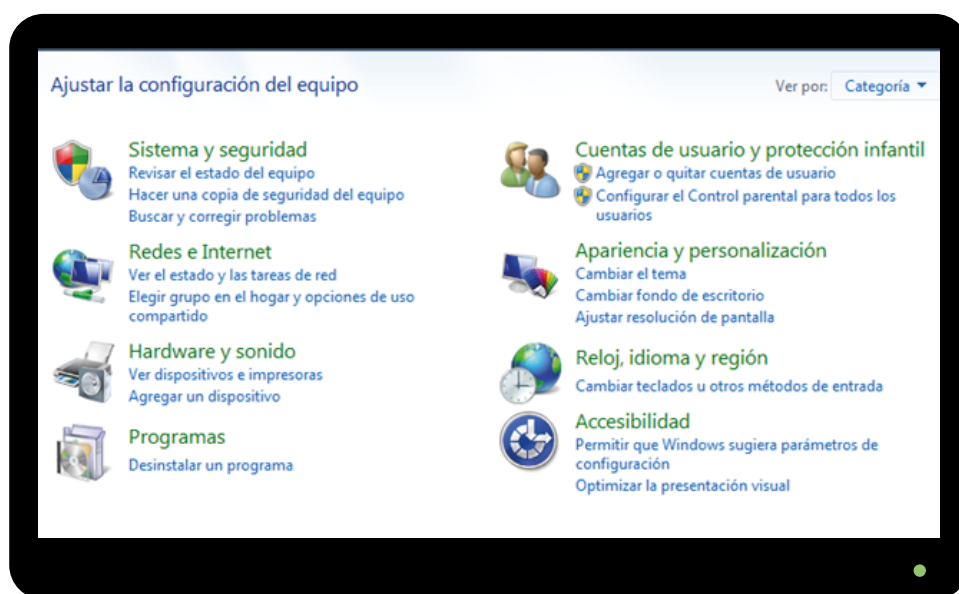 Ajustar la configuración del equipo
Ver por: Categoría
Sistema y seguridad
Revisar el estado del equipo
Hacer una copia de seguridad del equipo
Buscar y corregir problemas
Redes e Internet
Ver el estado y las tareas de red
Elegir grupo en el hogar y opciones de uso
compartido
Hardware y sonido
Ver dispositivos e impresoras
Agregar un dispositivo
Programas
Desinstalar un programa
Cuentas de usuario y protección infantil
Agregar o quitar cuentas de usuario
Configurar el Control parental para todos los
usuarios
Apariencia y personalización
Cambiar el tema
Cambiar fondo de escritorio
Ajustar resolución de pantalla
Reloj, idioma y región
Cambiar teclados u otros métodos de entrada
Accesibilidad
Permitir que Windows sugiera parámetros de
configuración
Optimizar la presentación visual